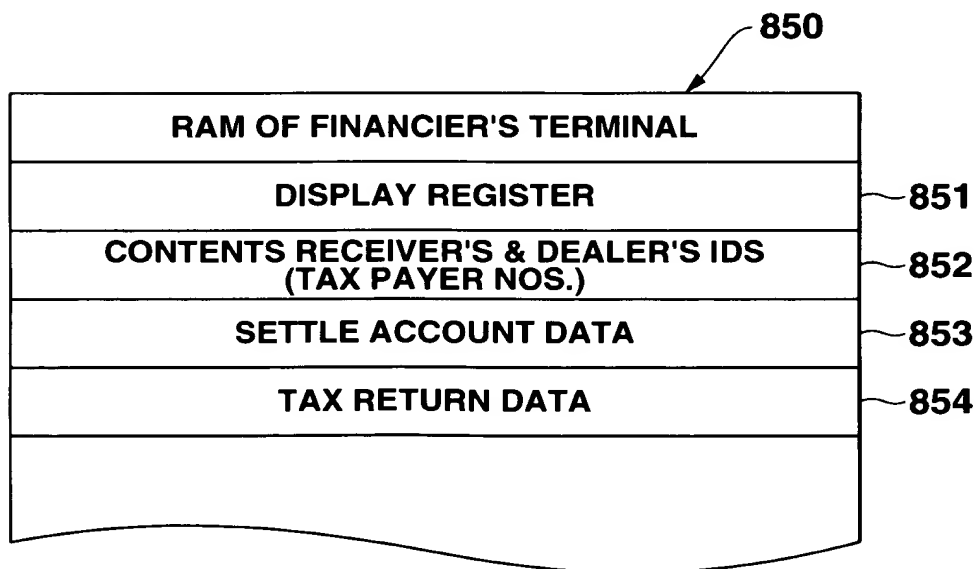 850
RAM OF FINANCIER'S TERMINAL
DISPLAY REGISTER
851
CONTENTS RECEIVER'S & DEALER'S IDS
(TAX PAYER NOS.)
852
SETTLE ACCOUNT DATA
853
TAX RETURN DATA
854